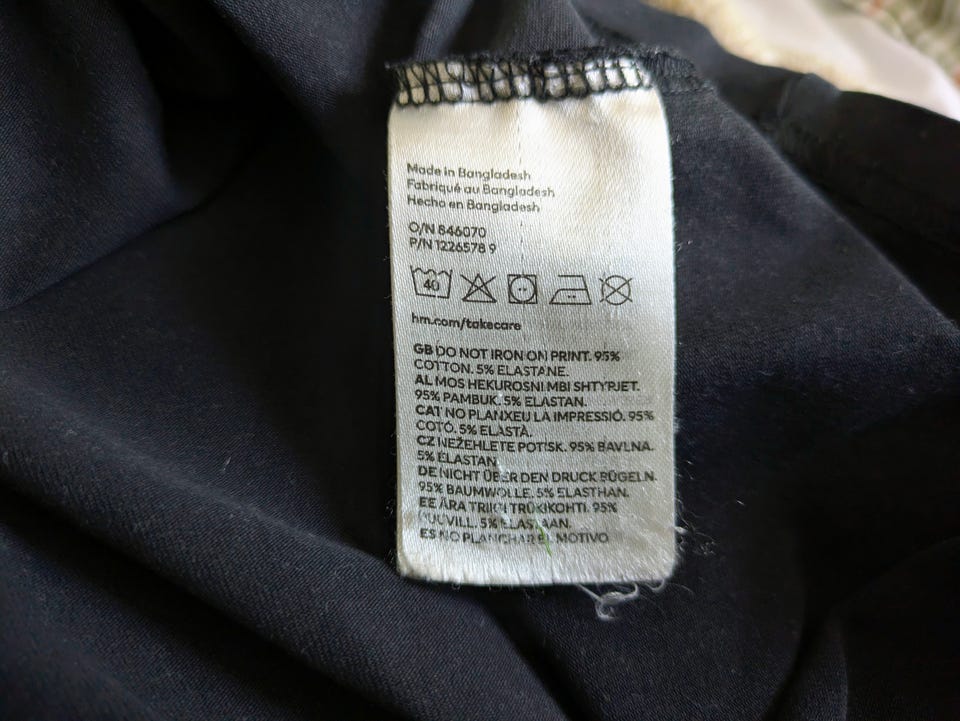 Made in Bangladesh
Fabriqué au Bangladesh
Hecho en Bangladesh
O/N 846070
P/N 1226578 9
40
hm.com/takecare
GB DO NOT IRON ON PRINT. 95%
COTTON. 5% ELASTANE.
AL MOS HEKUROSNI MBI SHTYPJET.
95% PAMBUK. 5% ELASTAN.
CAT NO PLANXEU LA IMPRESSIÓ. 95%
COTÓ. 5% ELASTÀ.
CZ NEŽEHLETE POTISK. 95% BAVLNA.
5% ELASTAN
DE NICHT ÜBER DEN DRUCK BÜGELN.
95% BAUMWOLLE. 5% ELASTHAN.
EE ÄRA TRIIGI TRÜKIKOHTI. 95%
PUUVILL. 5% ELASTAAN.
ES NO PLANCHAR EL MOTIVO